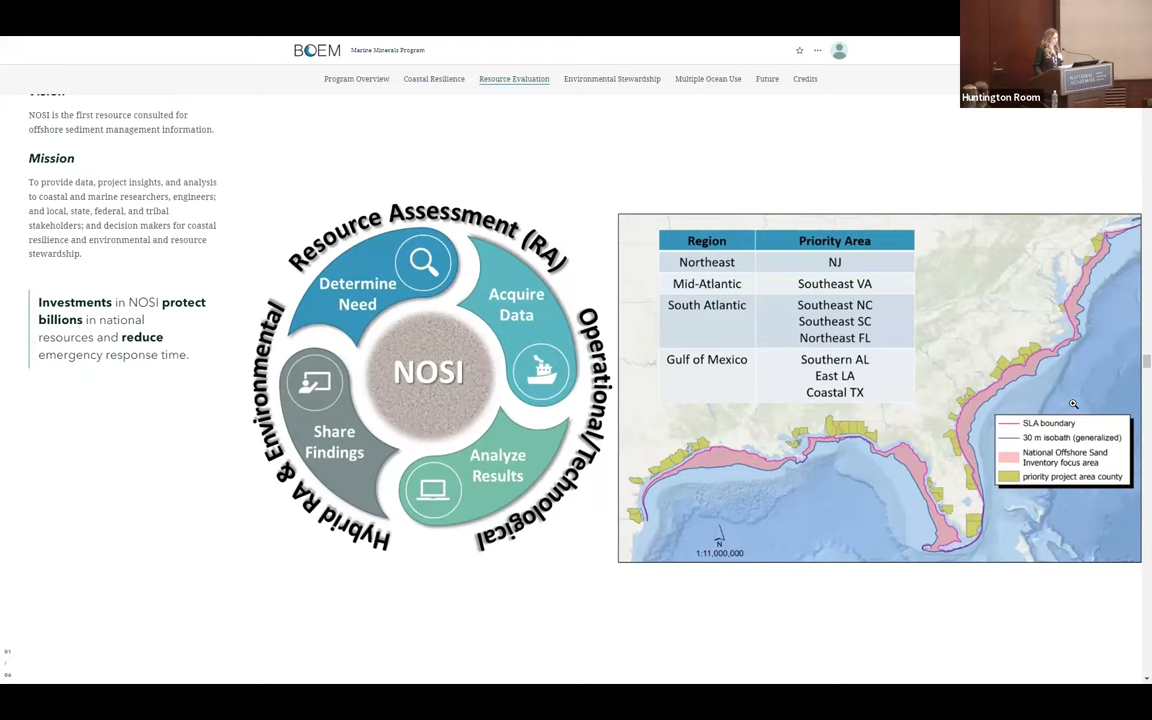 BOEM
Marine Minerals Program
Program Overview
Coastal Resilience
Resource Evaluation
Environmental Stewardship
Multiple Ocean Use
Future
Credits
Huntington Room
NATIONAL
ACADEMIES
NOSI is the first resource consulted for
offshore sediment management information.
Mission
To provide data, project insights, and analysis
to coastal and marine researchers, engineers;
and local, state, federal, and tribal
stakeholders; and decision makers for coastal
resilience and environmental and resource
stewardship.
Investments in NOSI protect
billions in national
resources and reduce
emergency response time.
Resource Assessment (RA)
Operational/Technological
Hybrid RA & Environmental
Determine
Need
Acquire
Data
NOSI
Share
Findings
Analyze
Results
Region Priority Area
Northeast NJ
Mid-Atlantic Southeast VA
South Atlantic Southeast NC
Southeast SC
Northeast FL
Gulf of Mexico Southern AL
East LA
Coastal TX
SLA boundary
30 m isobath (generalized)
National Offshore Sand
Inventory focus area
priority project area county
N
1:11,000,000
01
/
06